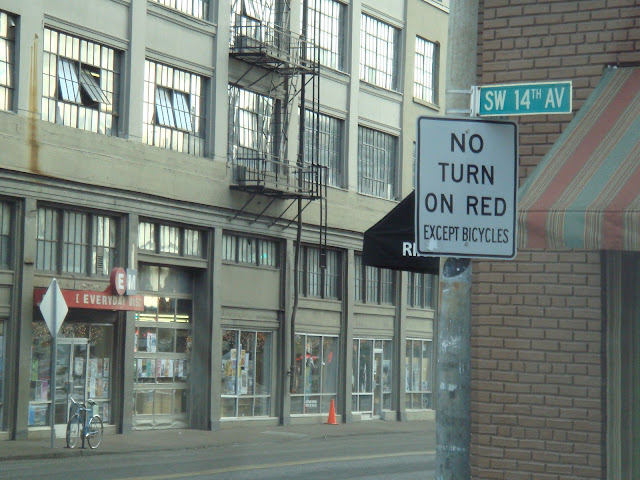 SW 14TH AV
NO
TURN
ON RED
EXCEPT BICYCLES
E
[EVERYDAY